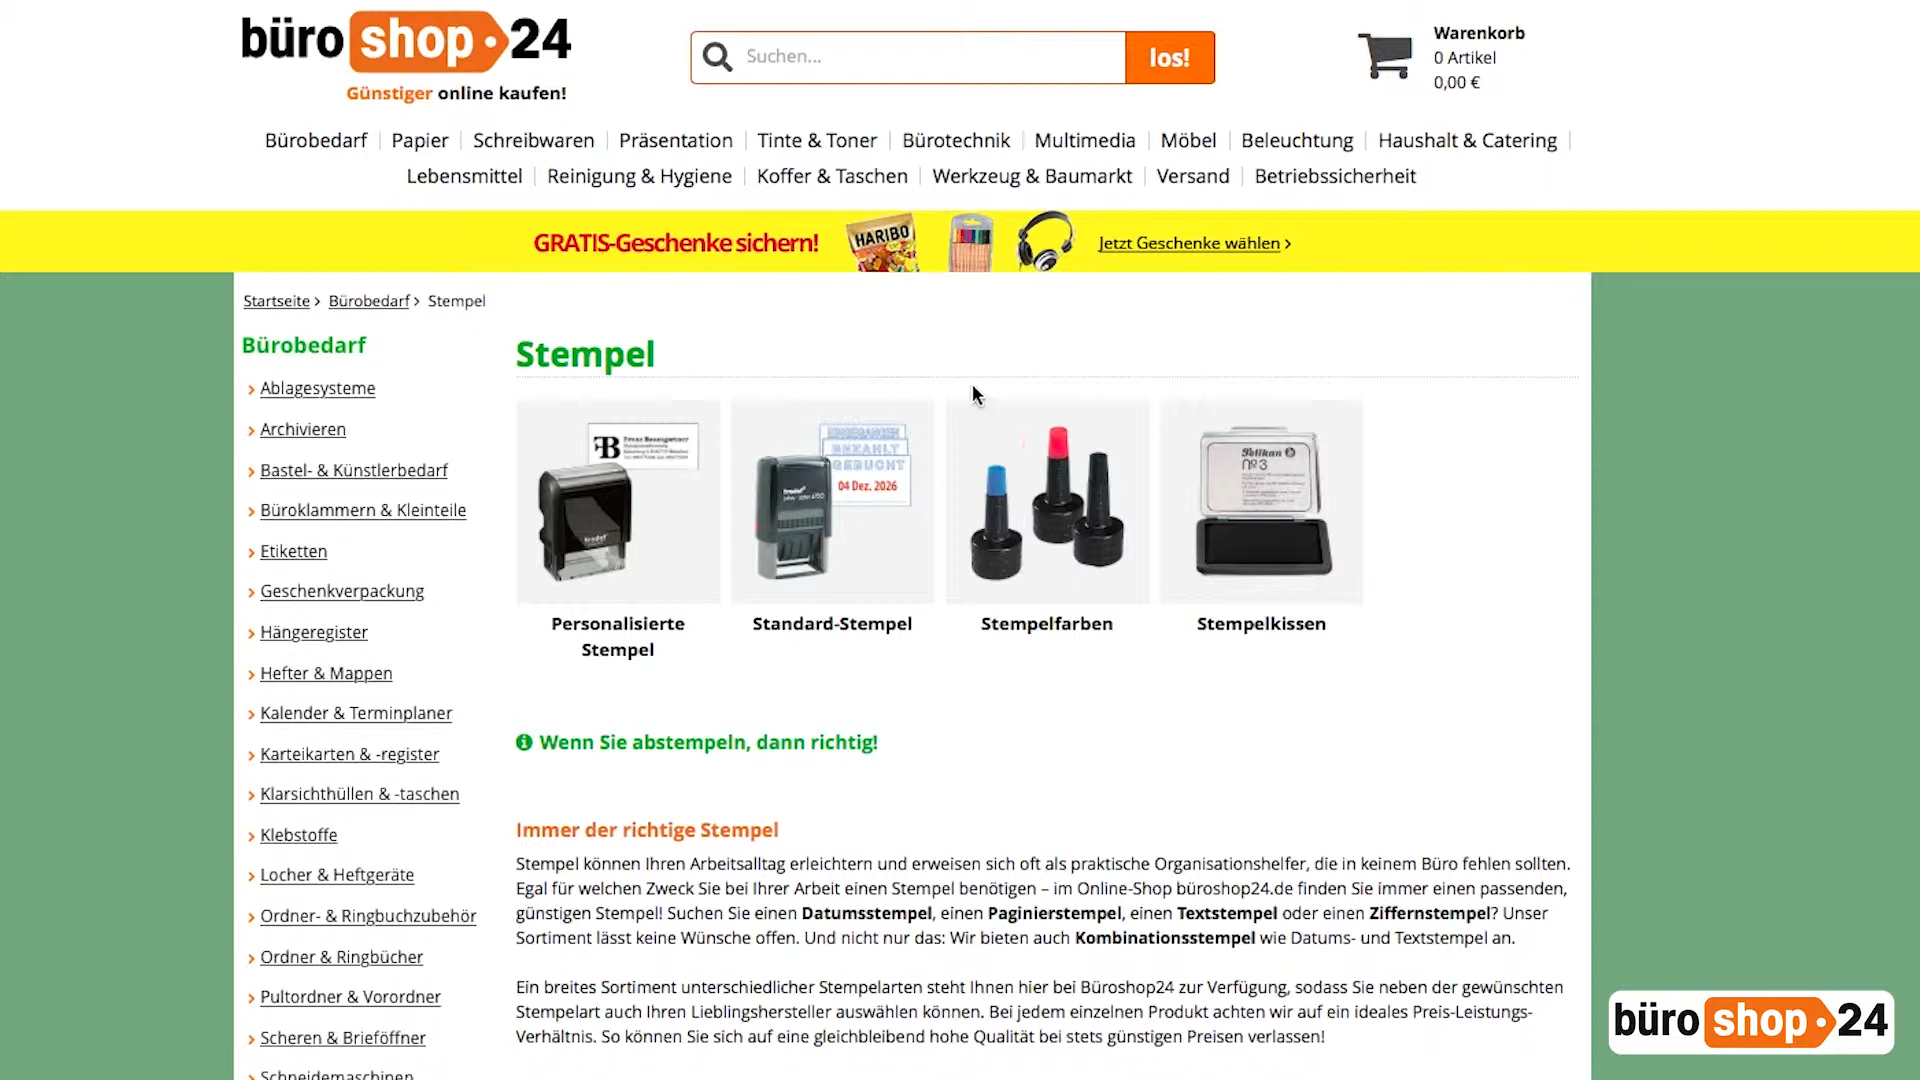 büro shop 24
Günstiger online kaufen!
Suchen...
los!
Warenkorb
0 Artikel
0,00 €
Bürobedarf
Papier
Schreibwaren
Präsentation
Tinte & Toner
Bürotechnik
Multimedia
Möbel
Beleuchtung
Haushalt & Catering
Lebensmittel
Reinigung & Hygiene
Koffer & Taschen
Werkzeug & Baumarkt
Versand
Betriebssicherheit
GRATIS-Geschenke sichern!
HARIBO
Jetzt Geschenke wählen ›
Startseite › Bürobedarf › Stempel
Bürobedarf
Ablagesysteme
Archivieren
Bastel- & Künstlerbedarf
Büroklammern & Kleinteile
Etiketten
Geschenkverpackung
Hängeregister
Hefter & Mappen
Kalender & Terminplaner
Karteikarten & -register
Klarsichthüllen & -taschen
Klebstoffe
Locher & Heftgeräte
Ordner- & Ringbuchzubehör
Ordner & Ringbücher
Pultordner & Vorordner
Scheren & Brieföffner
Schneidemaschinen
Stempel
FB
Franz Baumgartner
trodat
Personalisierte
Stempel
BEZAHLT
GEBUCHT
04 Dez. 2026
trodat
Standard-Stempel
Stempelfarben
Pelikan
Nº 3
Stempelkissen
Wenn Sie abstempeln, dann richtig!
Immer der richtige Stempel
Stempel können Ihren Arbeitsalltag erleichtern und erweisen sich oft als praktische Organisationshelfer, die in keinem Büro fehlen sollten.
Egal für welchen Zweck Sie bei Ihrer Arbeit einen Stempel benötigen – im Online-Shop büroshop24.de finden Sie immer einen passenden,
günstigen Stempel! Suchen Sie einen Datumsstempel, einen Paginierstempel, einen Textstempel oder einen Ziffernstempel? Unser
Sortiment lässt keine Wünsche offen. Und nicht nur das: Wir bieten auch Kombinationsstempel wie Datums- und Textstempel an.
Ein breites Sortiment unterschiedlicher Stempelarten steht Ihnen hier bei Büroshop24 zur Verfügung, sodass Sie neben der gewünschten
Stempelart auch Ihren Lieblingshersteller auswählen können. Bei jedem einzelnen Produkt achten wir auf ein ideales Preis-Leistungs-
Verhältnis. So können Sie sich auf eine gleichbleibend hohe Qualität bei stets günstigen Preisen verlassen!
büro shop 24